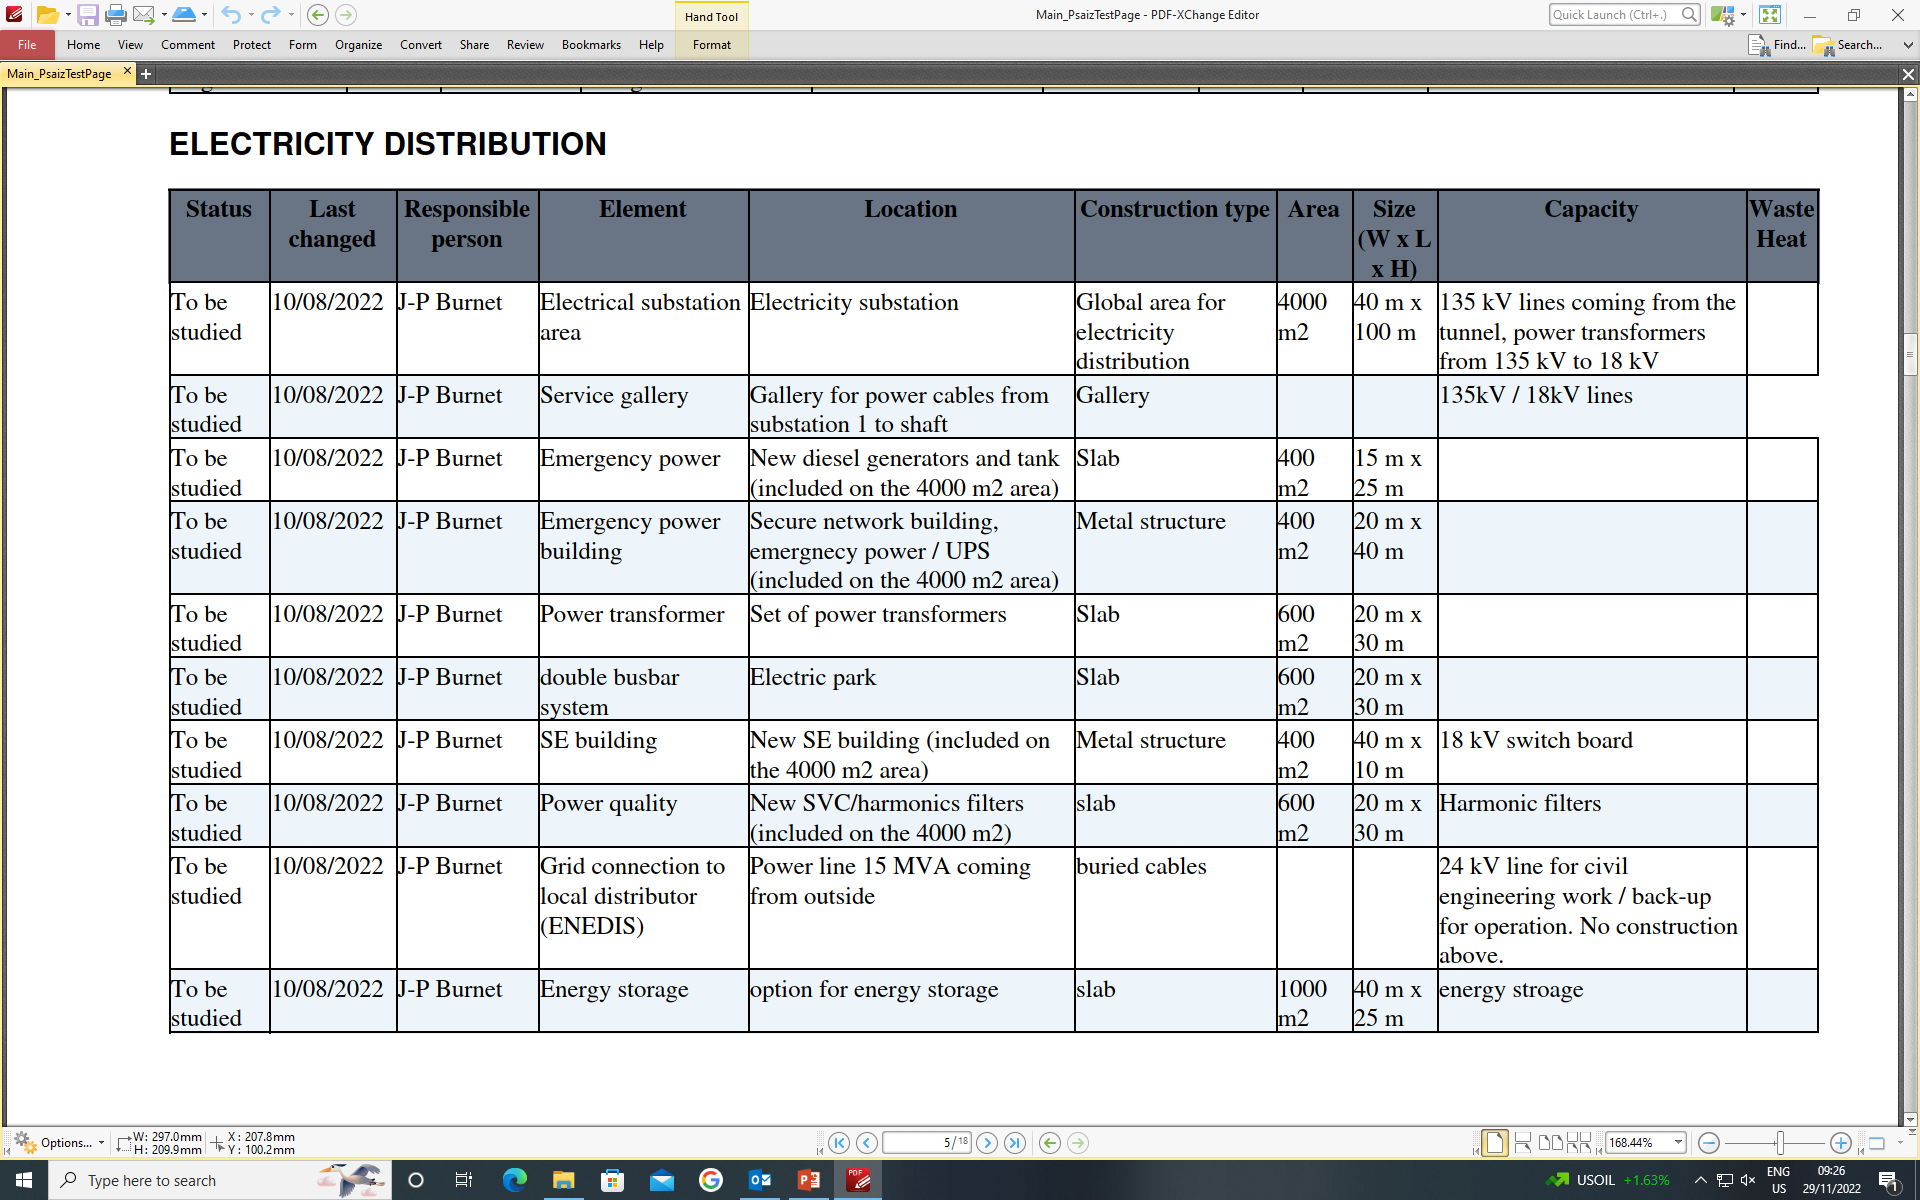 Hand Tool
Main_PsaizTestPage - PDF-XChange Editor
Quick Launch (Ctrl+.)
File
Home
View
Comment
Protect
Form
Organize
Convert
Share
Review
Bookmarks
Help
Format
Find...
Search...
Main_PsaizTestPage
ELECTRICITY DISTRIBUTION
Status
Last
changed
Responsible
person
Element
Location
Construction type
Area
Size
(W x L
x H)
Capacity
Waste
Heat
To be
studied
10/08/2022
J-P Burnet
Electrical substation
area
Electricity substation
Global area for
electricity
distribution
4000
m2
40 m x
100 m
135 kV lines coming from the
tunnel, power transformers
from 135 kV to 18 kV
To be
studied
10/08/2022
J-P Burnet
Service gallery
Gallery for power cables from
substation 1 to shaft
Gallery
135kV / 18kV lines
To be
studied
10/08/2022
J-P Burnet
Emergency power
New diesel generators and tank
(included on the 4000 m2 area)
Slab
400
m2
15 m x
25 m
To be
studied
10/08/2022
J-P Burnet
Emergency power
building
Secure network building,
emergnecy power / UPS
(included on the 4000 m2 area)
Metal structure
400
m2
20 m x
40 m
To be
studied
10/08/2022
J-P Burnet
Power transformer
Set of power transformers
Slab
600
m2
20 m x
30 m
To be
studied
10/08/2022
J-P Burnet
double busbar
system
Electric park
Slab
600
m2
20 m x
30 m
To be
studied
10/08/2022
J-P Burnet
SE building
New SE building (included on
the 4000 m2 area)
Metal structure
400
m2
40 m x
10 m
18 kV switch board
To be
studied
10/08/2022
J-P Burnet
Power quality
New SVC/harmonics filters
(included on the 4000 m2)
slab
600
m2
20 m x
30 m
Harmonic filters
To be
studied
10/08/2022
J-P Burnet
Grid connection to
local distributor
(ENEDIS)
Power line 15 MVA coming
from outside
buried cables
24 kV line for civil
engineering work / back-up
for operation. No construction
above.
To be
studied
10/08/2022
J-P Burnet
Energy storage
option for energy storage
slab
1000
m2
40 m x
25 m
energy stroage
Options...
W: 297.0mm
H: 209.9mm
X: 207.8mm
Y: 100.2mm
5 / 18
168.44%
Type here to search
USOIL +1.63%
ENG
US
09:26
29/11/2022
1